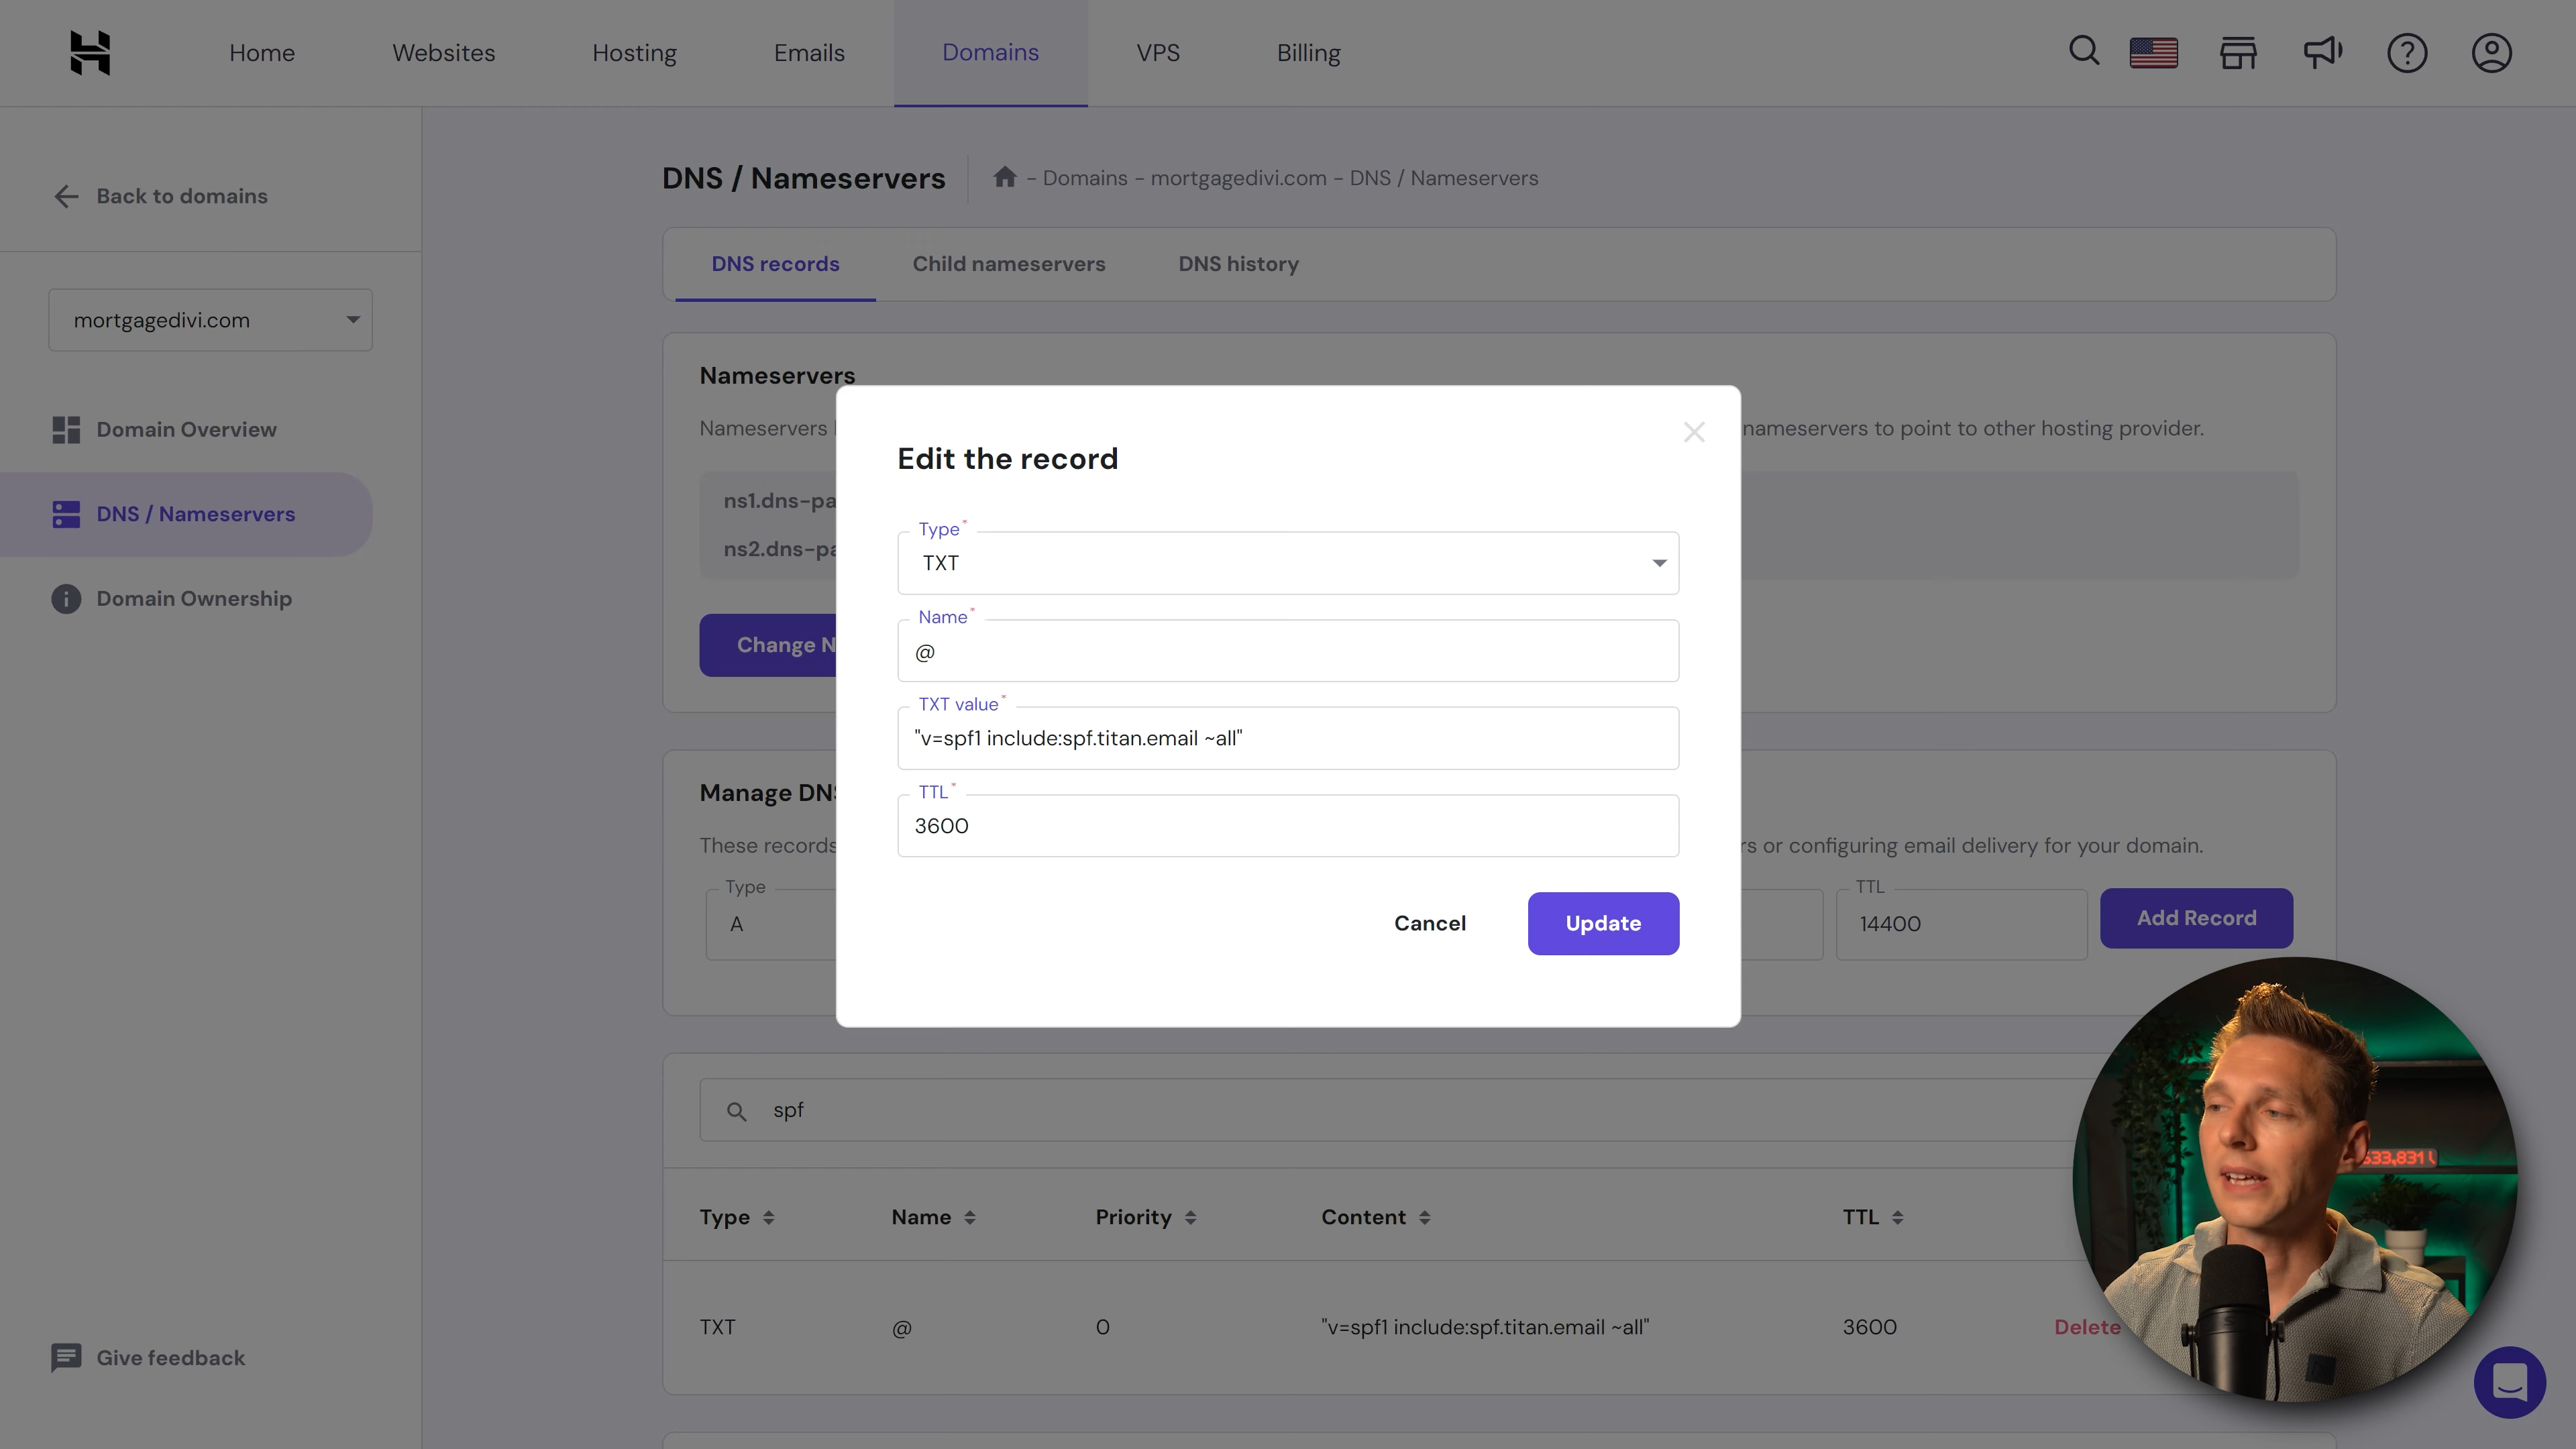 Home
Websites
Hosting
Emails
Domains
VPS
Billing
Back to domains
mortgagedivi.com
Domain Overview
DNS / Nameservers
Domain Ownership
Give feedback
DNS / Nameservers
- Domains - mortgagedivi.com - DNS / Nameservers
DNS records
Child nameservers
DNS history
Nameservers
Nameservers
nameservers to point to other hosting provider.
ns1.dns-pa
ns2.dns-pa
Change N
Edit the record
Type*
TXT
Name*
@
TXT value*
"v=spf1 include:spf.titan.email ~all"
TTL*
3600
Cancel
Update
Manage DN
These records
rs or configuring email delivery for your domain.
Type
A
TTL
14400
Add Record
spf
Type
Name
Priority
Content
TTL
TXT
@
0
"v=spf1 include:spf.titan.email ~all"
3600
Delete